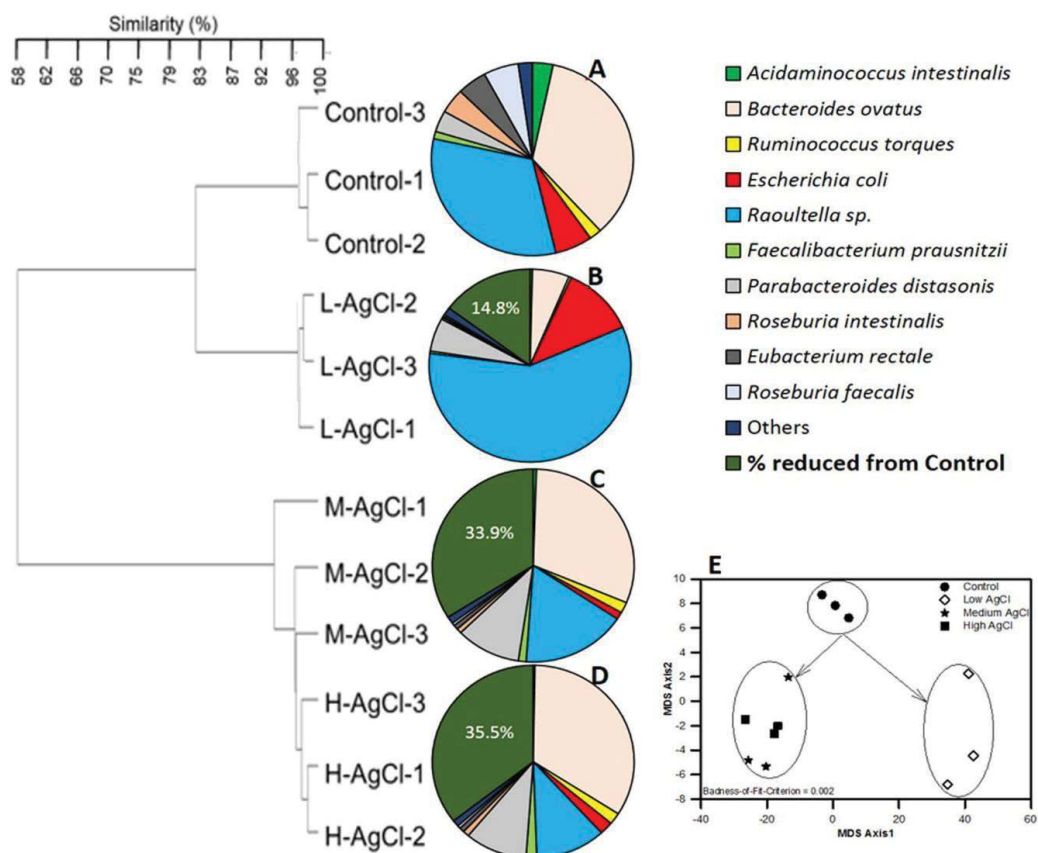 Similarity (%)
58 62 66 70 75 79 83 87 92 96 100
Control-3
Control-1
Control-2
L-AgCl-2
L-AgCl-3
L-AgCl-1
M-AgCl-1
M-AgCl-2
M-AgCl-3
H-AgCl-3
H-AgCl-1
H-AgCl-2
A
B
14.8%
C
33.9%
D
35.5%
Acidaminococcus intestinalis
Bacteroides ovatus
Ruminococcus torques
Escherichia coli
Raoultella sp.
Faecalibacterium prausnitzii
Parabacteroides distasonis
Roseburia intestinalis
Eubacterium rectale
Roseburia faecalis
Others
% reduced from Control
E
Control
Low AgCl
Medium AgCl
High AgCl
MDS Axis2
10
8
6
4
2
0
-2
-4
-6
-8
Badness-of-Fit-Criterion = 0.002
-40 -20 0 20 40 60
MDS Axis1